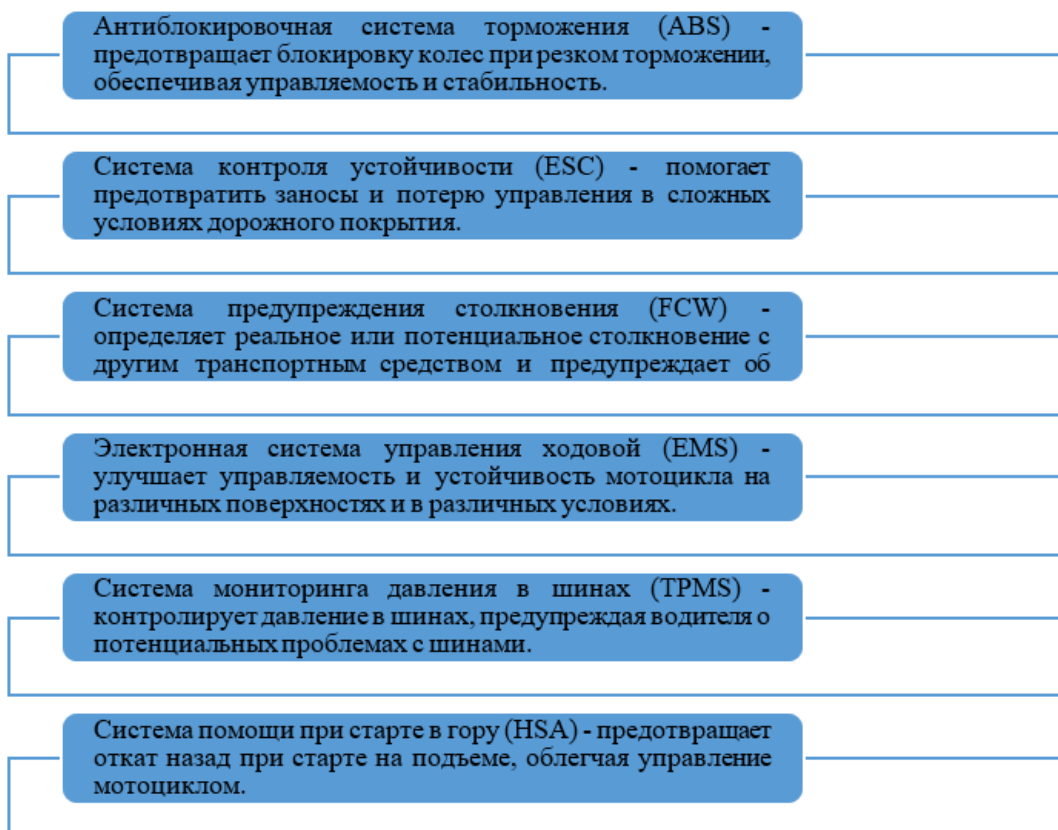 Антиблокировочная система торможения (ABS) -
предотвращает блокировку колес при резком торможении,
обеспечивая управляемость и стабильность.
Система контроля устойчивости (ESC) - помогает
предотвратить заносы и потерю управления в сложных
условиях дорожного покрытия.
Система предупреждения столкновения (FCW) -
определяет реальное или потенциальное столкновение с
другим транспортным средством и предупреждает об
Электронная система управления ходовой (EMS) -
улучшает управляемость и устойчивость мотоцикла на
различных поверхностях и в различных условиях.
Система мониторинга давления в шинах (TPMS) -
контролирует давление в шинах, предупреждая водителя о
потенциальных проблемах с шинами.
Система помощи при старте в гору (HSA) - предотвращает
откат назад при старте на подъеме, облегчая управление
мотоциклом.